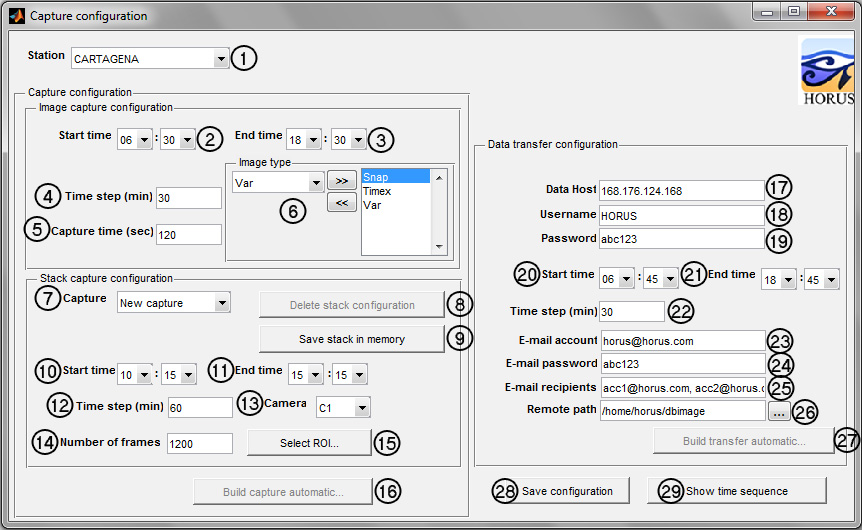 Capture configuration
HORUS
Station CARTAGENA 1
Capture configuration
Image capture configuration
Start time 06 : 30 2 End time 18 : 30 3
4 Time step (min) 30
5 Capture time (sec) 120
Image type
Var >> <<
6
Snap
Timex
Var
Stack capture configuration
7 Capture New capture
Delete stack configuration 8
Save stack in memory 9
10 Start time 10 : 15 11 End time 15 : 15
12 Time step (min) 60 13 Camera C1
14 Number of frames 1200 Select ROI... 15
Build capture automatic... 16
Data transfer configuration
Data Host 168.176.124.168 17
Username HORUS 18
Password abc123 19
20 Start time 06 : 45 21 End time 18 : 45
Time step (min) 30 22
E-mail account horus@horus.com 23
E-mail password abc123 24
E-mail recipients acc1@horus.com, acc2@horus.c 25
Remote path /home/horus/dbimage ... 26
Build transfer automatic... 27
28 Save configuration 29 Show time sequence